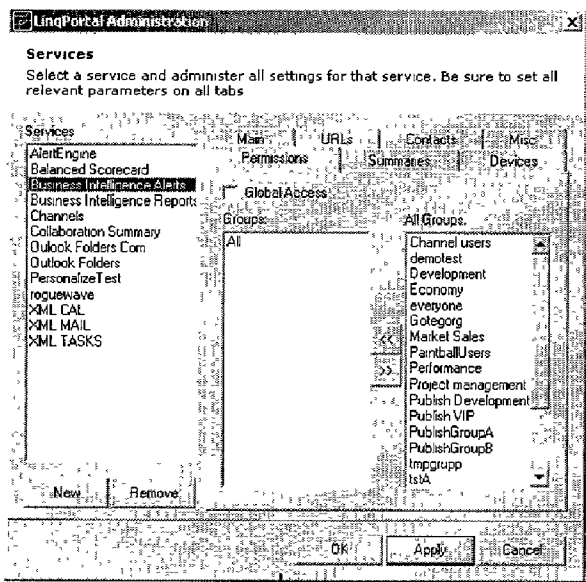 LinqPortal Administration
Services
Select a service and administer all settings for that service. Be sure to set all
relevant parameters on all tabs
Services
AlertEngine
Balanced Scorecard
Business Intelligence Alerts
Business Intelligence Reports
Channels
Collaboration Summary
Oulook Folders Com
Outlook Folders
PersonalizeTest
roguewave
XML CAL
XML MAIL
XML TASKS
New Remove
Main URLs Contacts Misc
Permissions Summaries Devices
Global Access
Groups:
All
<<
>>
All Groups:
Channel users
demotest
Development
Economy
everyone
Gotegorg
Market Sales
PaintballUsers
Performance
Project management
Publish Development
Publish VIP
PublishGroupA
PublishGroupB
tmpgrupp
tstA
OK Apply Cancel